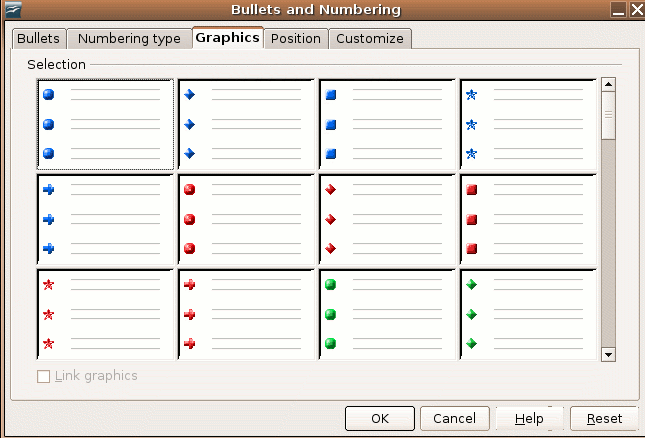 Bullets and Numbering
Bullets Numbering type Graphics Position Customize
Selection
Link graphics
OK Cancel Help Reset